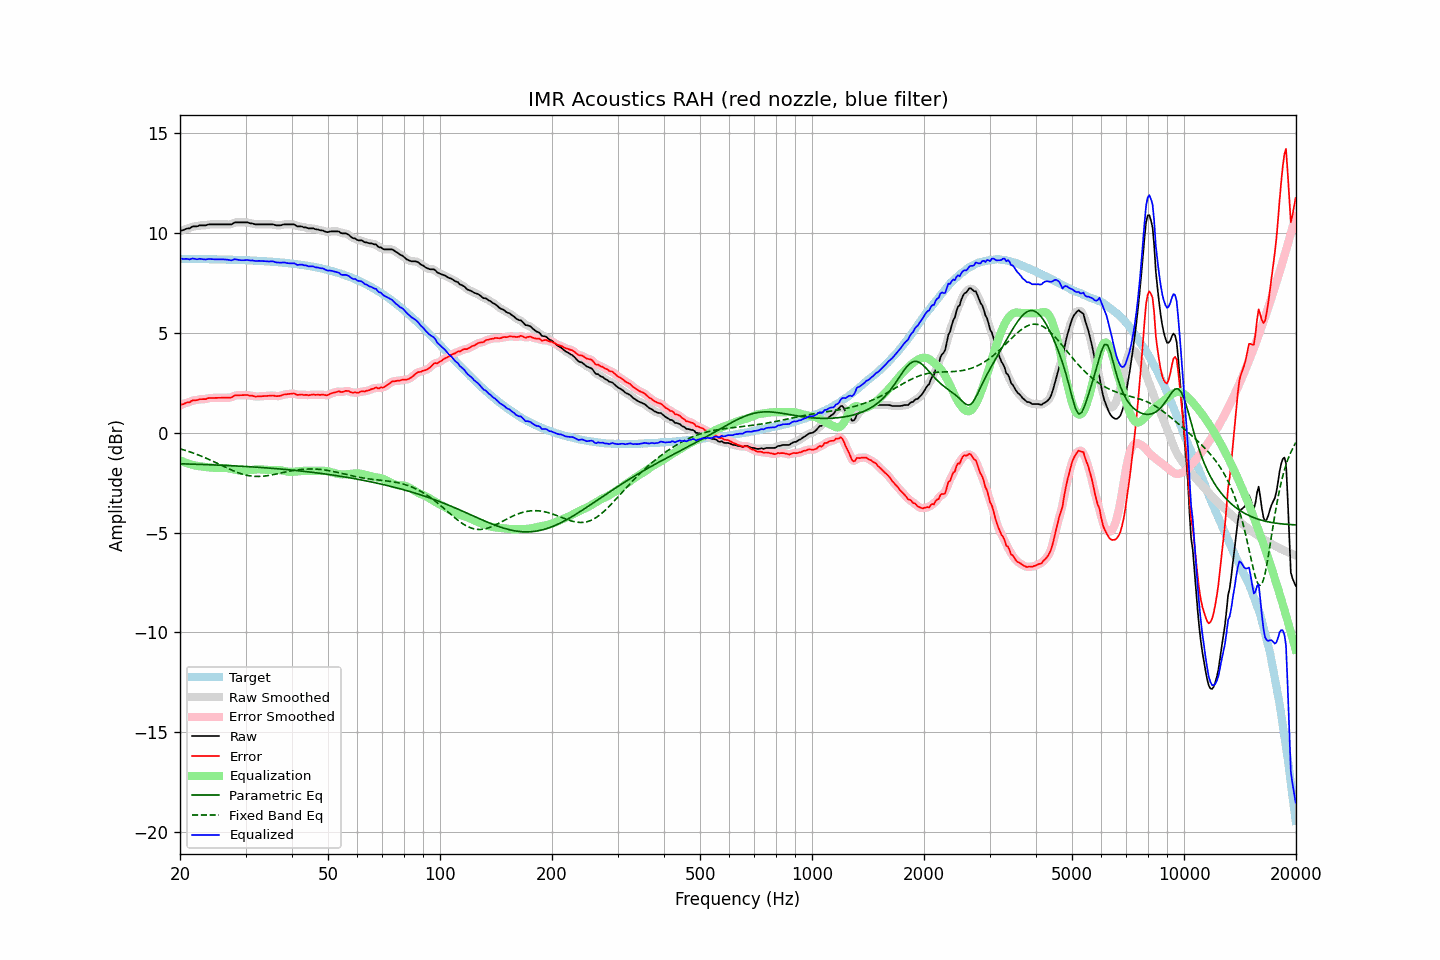 IMR Acoustics RAH (red nozzle, blue filter)
Amplitude (dBr)
15
10
5
0
−5
−10
−15
−20
Target
Raw Smoothed
Error Smoothed
Raw
Error
Equalization
Parametric Eq
Fixed Band Eq
Equalized
20 50 100 200 500 1000 2000 5000 10000 20000
Frequency (Hz)